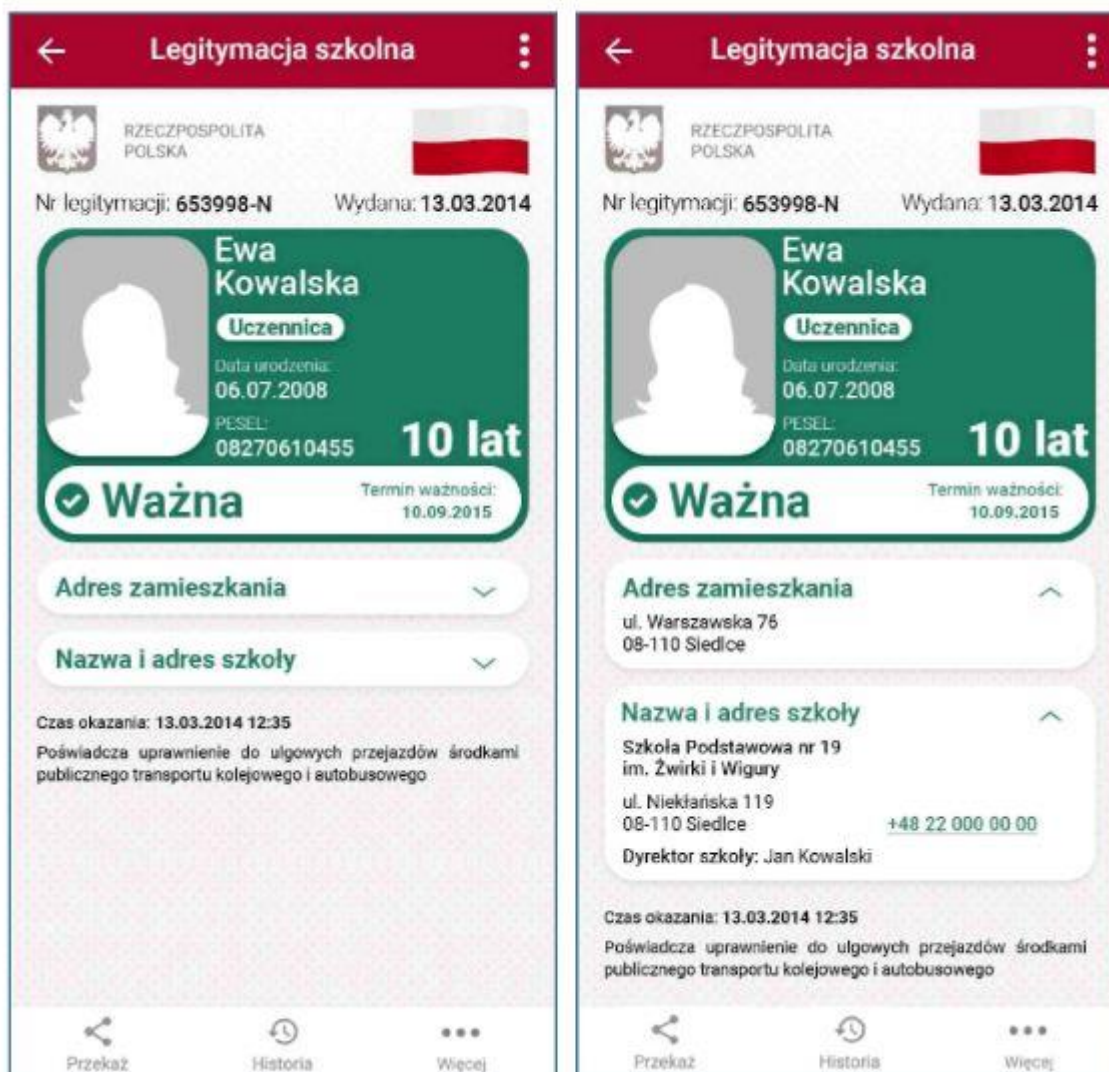 Legitymacja szkolna
RZECZPOSPOLITA
POLSKA
Nr legitymacji: 653998-N Wydana: 13.03.2014
Ewa
Kowalska
Uczennica
Data urodzenia:
06.07.2008
PESEL:
08270610455
10 lat
Ważna
Termin ważności:
10.09.2015
Adres zamieszkania
Nazwa i adres szkoły
Czas okazania: 13.03.2014 12:35
Poświadcza uprawnienie do ulgowych przejazdów środkami
publicznego transportu kolejowego i autobusowego
Przekaż Historia Więcej
Legitymacja szkolna
RZECZPOSPOLITA
POLSKA
Nr legitymacji: 653998-N Wydana: 13.03.2014
Ewa
Kowalska
Uczennica
Data urodzenia:
06.07.2008
PESEL:
08270610455
10 lat
Ważna
Termin ważności:
10.09.2015
Adres zamieszkania
ul. Warszawska 76
08-110 Siedlce
Nazwa i adres szkoły
Szkoła Podstawowa nr 19
im. Żwirki i Wigury
ul. Niekłańska 119
08-110 Siedlce +48 22 000 00 00
Dyrektor szkoły: Jan Kowalski
Czas okazania: 13.03.2014 12:35
Poświadcza uprawnienie do ulgowych przejazdów środkami
publicznego transportu kolejowego i autobusowego
Przekaż Historia Więcej